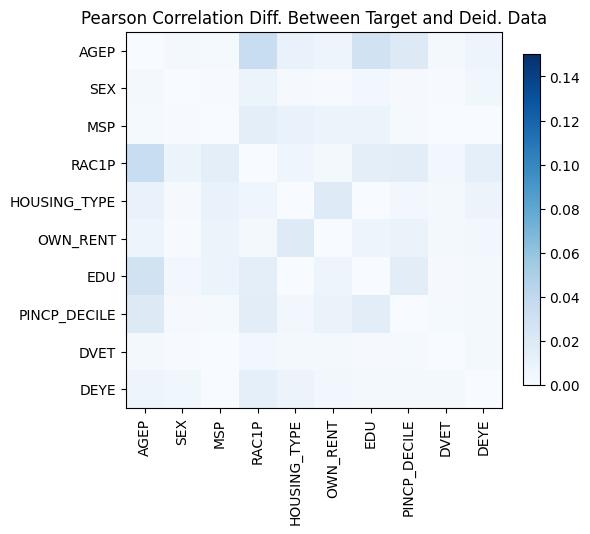 Pearson Correlation Diff. Between Target and Deid. Data
AGEP
SEX
MSP
RAC1P
HOUSING_TYPE
OWN_RENT
EDU
PINCP_DECILE
DVET
DEYE
AGEP
SEX
MSP
RAC1P
HOUSING_TYPE
OWN_RENT
EDU
PINCP_DECILE
DVET
DEYE
0.14
0.12
0.10
0.08
0.06
0.04
0.02
0.00